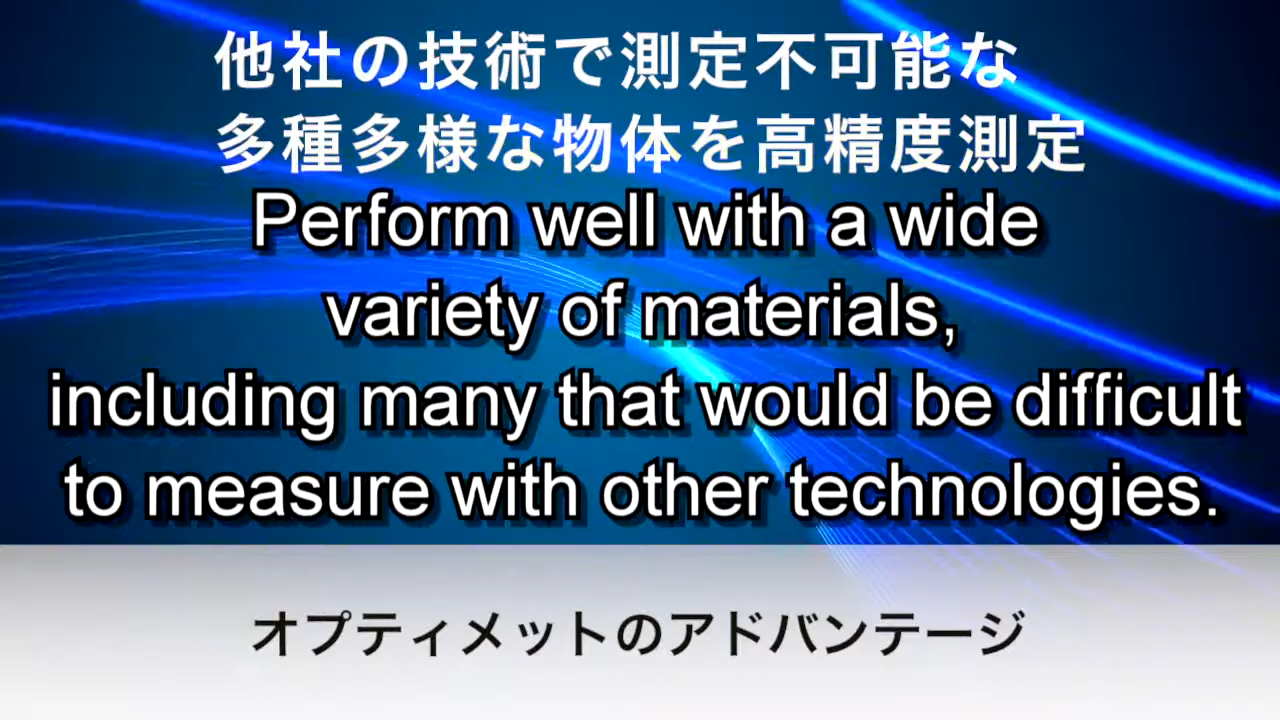 他社の技術で測定不可能な
多種多様な物体を高精度測定
Perform well with a wide
variety of materials,
including many that would be difficult
to measure with other technologies.
オプティメットのアドバンテージ